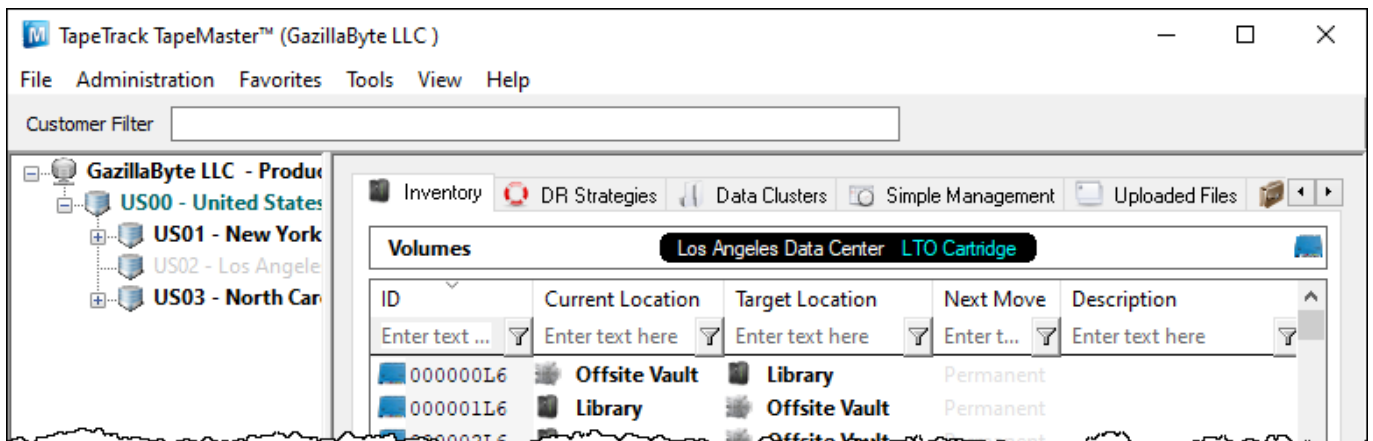 TapeTrack TapeMaster™ (GazillaByte LLC )
File Administration Favorites Tools View Help
Customer Filter
GazillaByte LLC - Produc
US00 - United States
US01 - New York
US02 - Los Angele
US03 - North Car
Inventory DR Strategies Data Clusters Simple Management Uploaded Files
Volumes Los Angeles Data Center LTO Cartridge
ID Current Location Target Location Next Move Description
Enter text ... Enter text here Enter text here Enter t... Enter text here
000000L6 Offsite Vault Library Permanent
000001L6 Library Offsite Vault Permanent
Offsite Vault